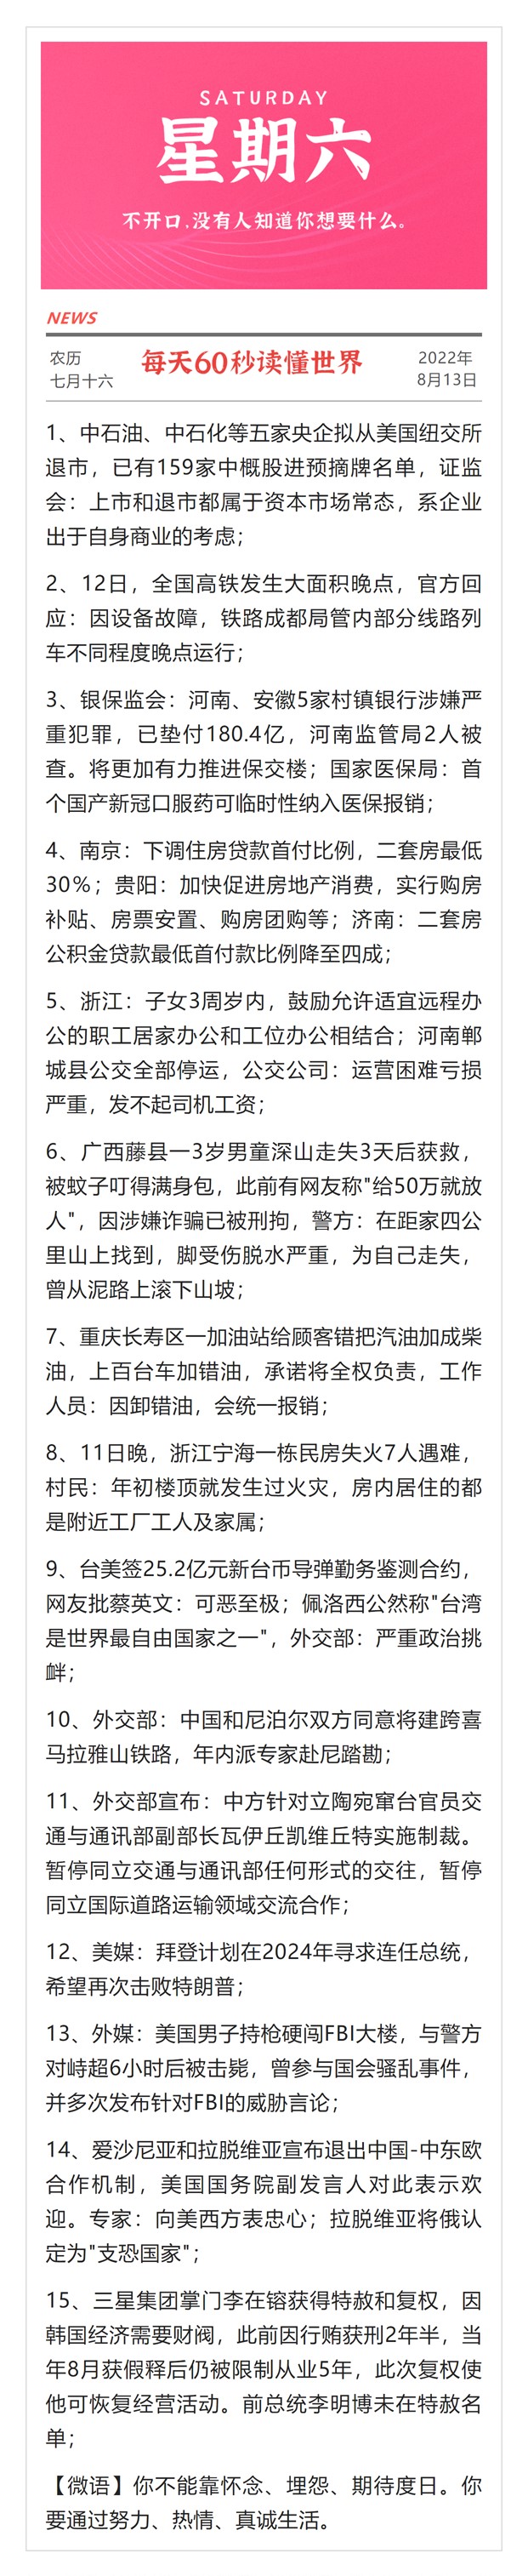 SATURDAY
星期六
不开口,没有人知道你想要什么。
NEWS
农历
七月十六
每天60秒读懂世界
2022年
8月13日
1、中石油、中石化等五家央企拟从美国纽交所
退市，已有159家中概股进预摘牌名单，证监
会：上市和退市都属于资本市场常态，系企业
出于自身商业的考虑；
2、12日，全国高铁发生大面积晚点，官方回
应：因设备故障，铁路成都局管内部分线路列
车不同程度晚点运行；
3、银保监会：河南、安徽5家村镇银行涉嫌严
重犯罪，已垫付180.4亿，河南监管局2人被
查。将更加有力推进保交楼；国家医保局：首
个国产新冠口服药可临时性纳入医保报销；
4、南京：下调住房贷款首付比例，二套房最低
30%；贵阳：加快促进房地产消费，实行购房
补贴、房票安置、购房团购等；济南：二套房
公积金贷款最低首付款比例降至四成；
5、浙江：子女3周岁内，鼓励允许适宜远程办
公的职工居家办公和工位办公相结合；河南郸
城县公交全部停运，公交公司：运营困难亏损
严重，发不起司机工资；
6、广西藤县一3岁男童深山走失3天后获救，
被蚊子叮得满身包，此前有网友称"给50万就放
人"，因涉嫌诈骗已被刑拘，警方：在距家四公
里山上找到，脚受伤脱水严重，为自己走失，
曾从泥路上滚下山坡；
7、重庆长寿区一加油站给顾客错把汽油加成柴
油，上百台车加错油，承诺将全权负责，工作
人员：因卸错油，会统一报销；
8、11日晚，浙江宁海一栋民房失火7人遇难，
村民：年初楼顶就发生过火灾，房内居住的都
是附近工厂工人及家属；
9、台美签25.2亿元新台币导弹勤务鉴测合约，
网友批蔡英文：可恶至极；佩洛西公然称"台湾
是世界最自由国家之一"，外交部：严重政治挑
衅；
10、外交部：中国和尼泊尔双方同意将建跨喜
马拉雅山铁路，年内派专家赴尼踏勘；
11、外交部宣布：中方针对立陶宛窜台官员交
通与通讯部副部长瓦伊丘凯维丘特实施制裁。
暂停同立交通与通讯部任何形式的交往，暂停
同立国际道路运输领域交流合作；
12、美媒：拜登计划在2024年寻求连任总统，
希望再次击败特朗普；
13、外媒：美国男子持枪硬闯FBI大楼，与警方
对峙超6小时后被击毙，曾参与国会骚乱事件，
并多次发布针对FBI的威胁言论；
14、爱沙尼亚和拉脱维亚宣布退出中国-中东欧
合作机制，美国国务院副发言人对此表示欢
迎。专家：向美西方表忠心；拉脱维亚将俄认
定为"支恐国家"；
15、三星集团掌门李在镕获得特赦和复权，因
韩国经济需要财阀，此前因行贿获刑2年半，当
年8月获假释后仍被限制从业5年，此次复权使
他可恢复经营活动。前总统李明博未在特赦名
单；
【微语】你不能靠怀念、埋怨、期待度日。你
要通过努力、热情、真诚生活。